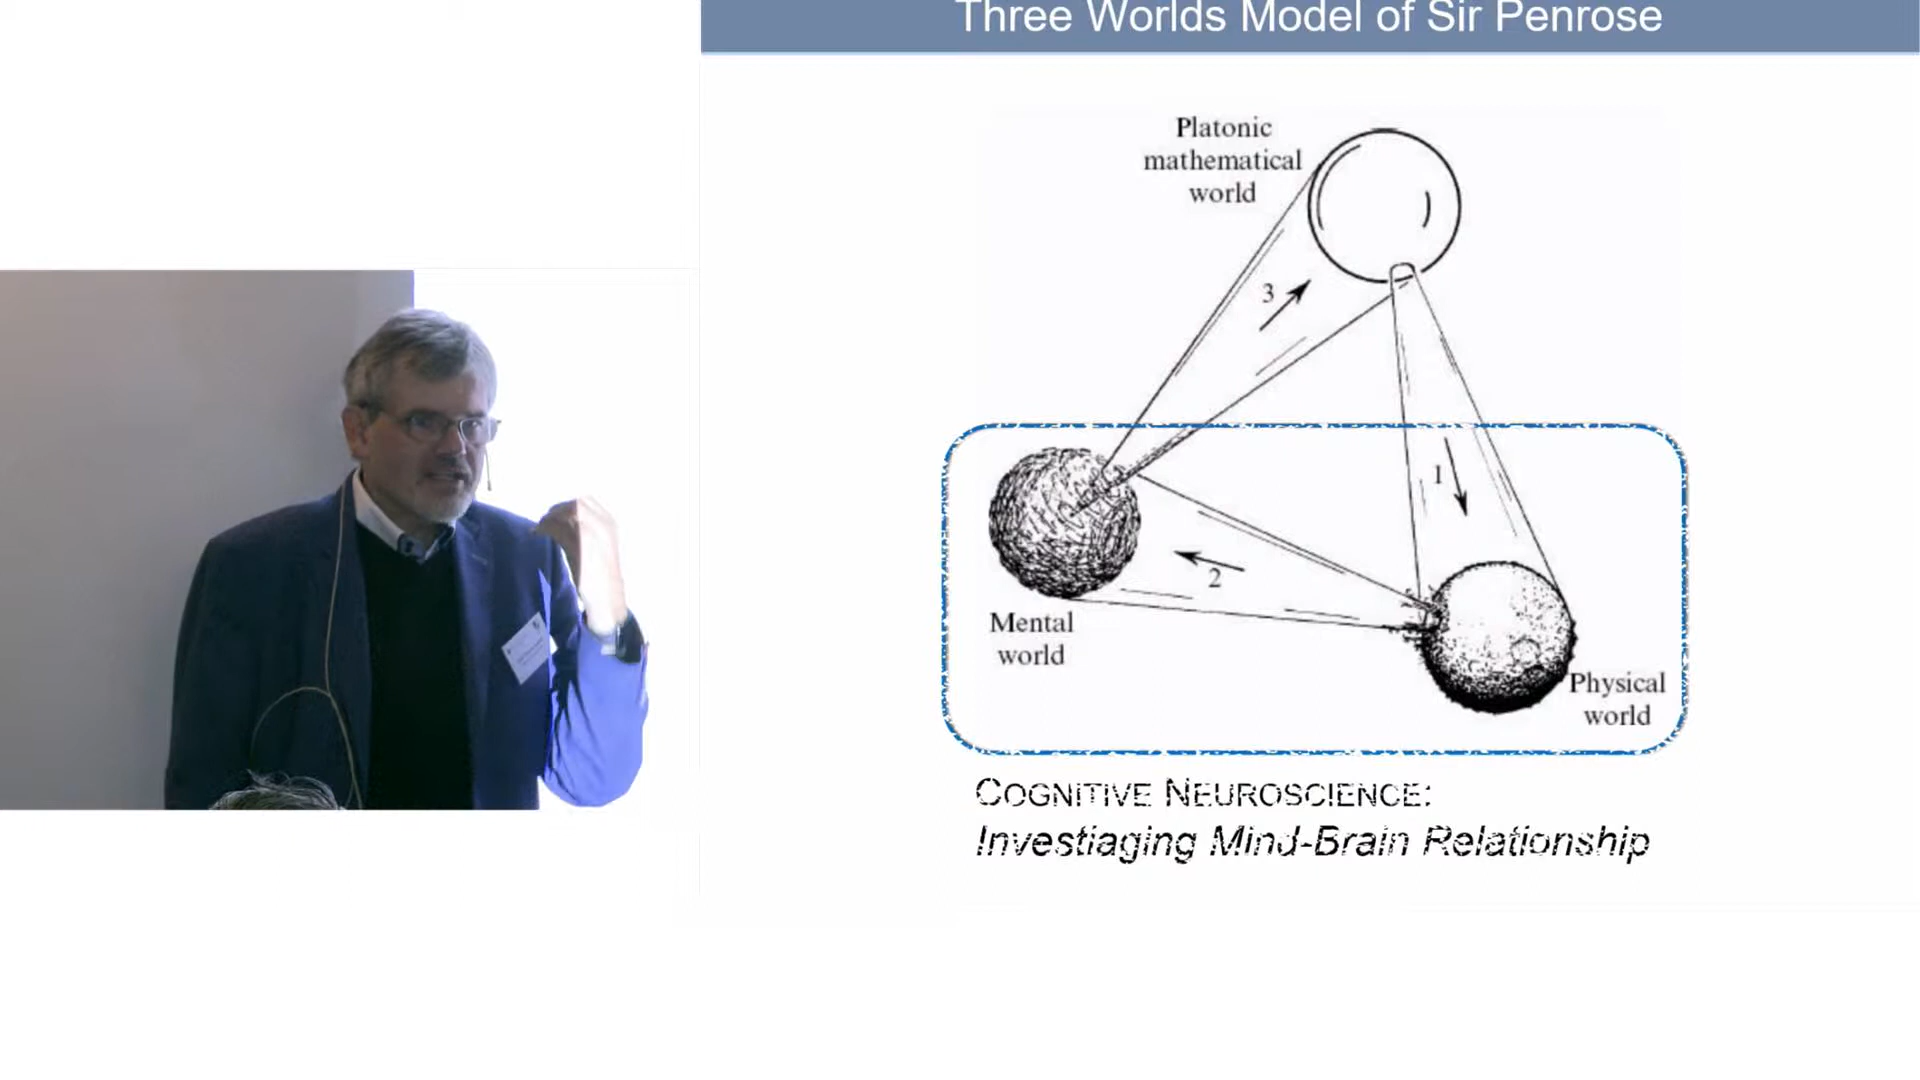 Three Worlds Model of Sir Penrose
Platonic
mathematical
world
3
1
2
Mental
world
Physical
world
COGNITIVE NEUROSCIENCE:
Investiaging Mind-Brain Relationship